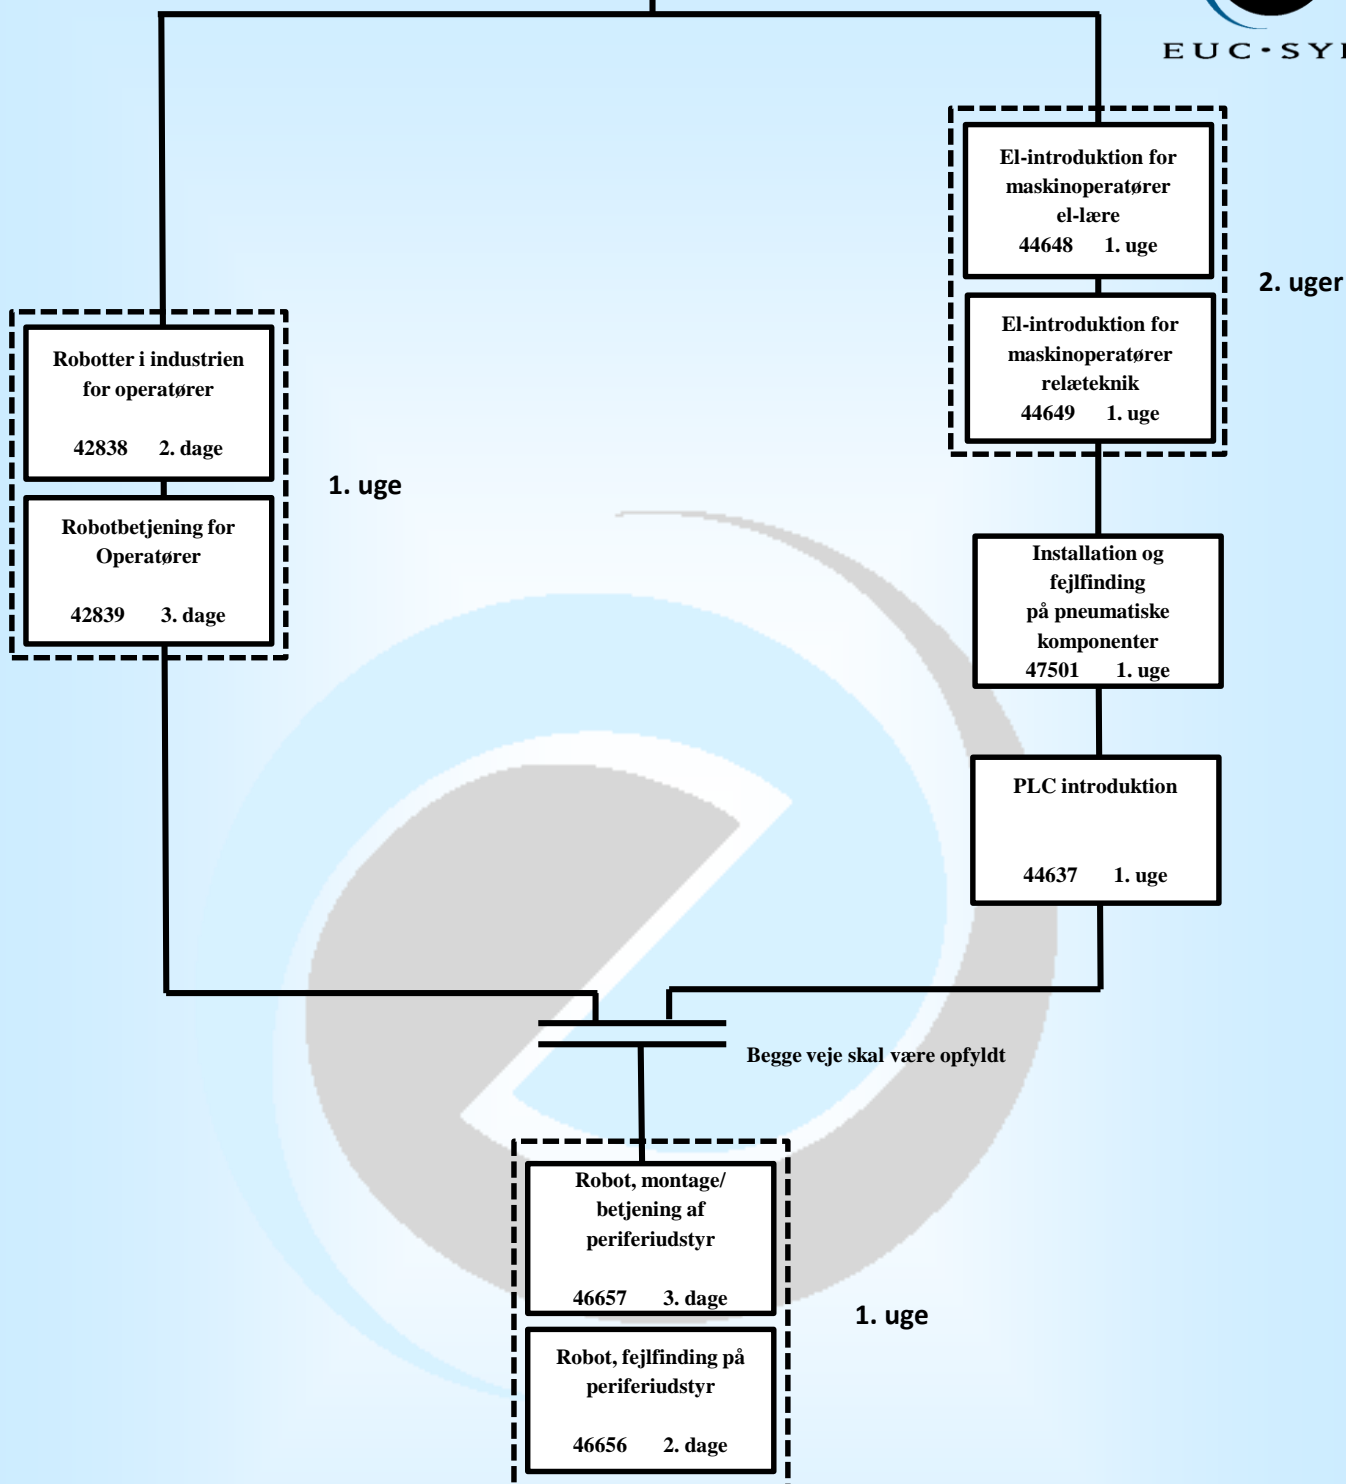 EUC·SY
El-introduktion for
maskinoperatører
el-lære
44648 1. uge
2. uger
El-introduktion for
maskinoperatører
relæteknik
44649 1. uge
Robotter i industrien
for operatører
42838 2. dage
1. uge
Robotbetjening for
Operatører
42839 3. dage
Installation og
fejlfinding
på pneumatiske
komponenter
47501 1. uge
PLC introduktion
44637 1. uge
Begge veje skal være opfyldt
Robot, montage/
betjening af
periferiudstyr
46657 3. dage
1. uge
Robot, fejlfinding på
periferiudstyr
46656 2. dage